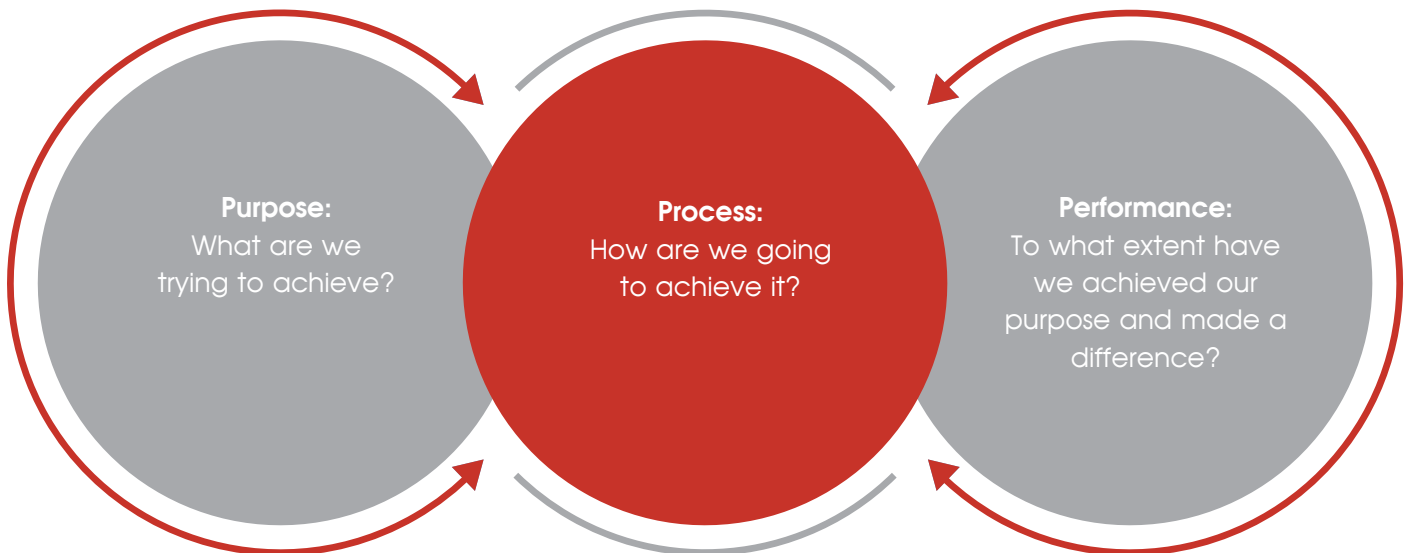 Purpose:
What are we
trying to achieve?
Process:
How are we going
to achieve it?
Performance:
To what extent have
we achieved our
purpose and made a
difference?